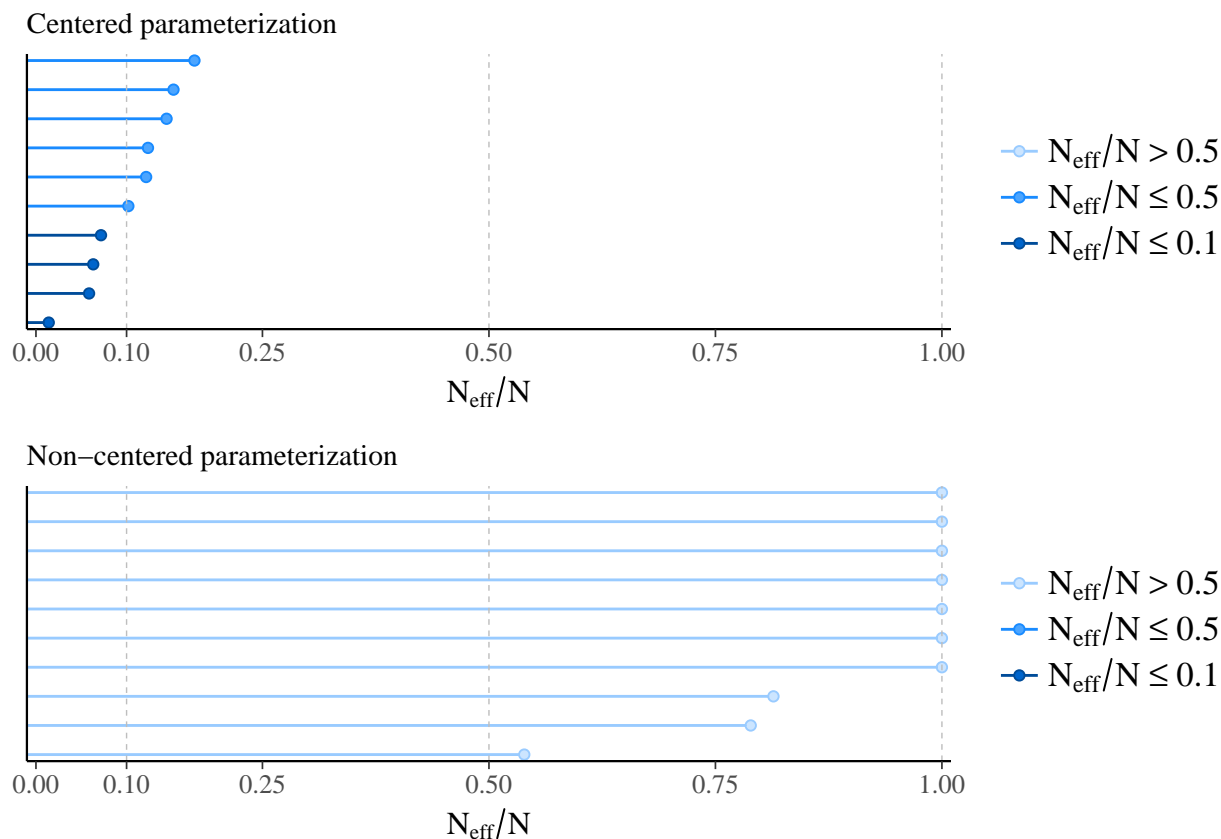 Centered parameterization
N_eff/N > 0.5
N_eff/N ≤ 0.5
N_eff/N ≤ 0.1
0.00 0.10 0.25 0.50 0.75 1.00
N_eff/N
Non−centered parameterization
N_eff/N > 0.5
N_eff/N ≤ 0.5
N_eff/N ≤ 0.1
0.00 0.10 0.25 0.50 0.75 1.00
N_eff/N